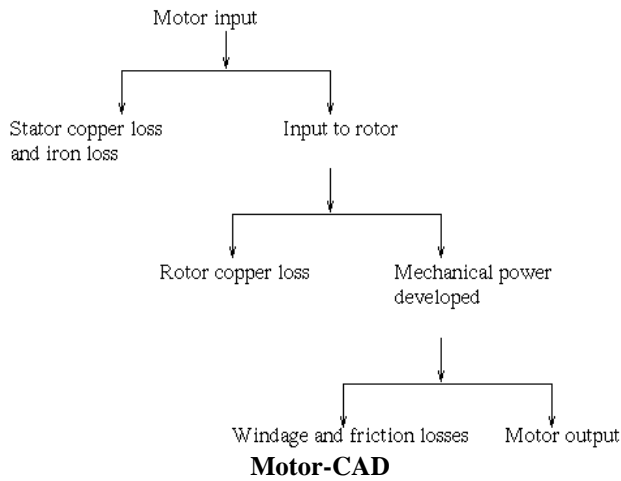 Motor input
Stator copper loss
and iron loss
Input to rotor
Rotor copper loss
Mechanical power
developed
Windage and friction losses
Motor output
Motor-CAD